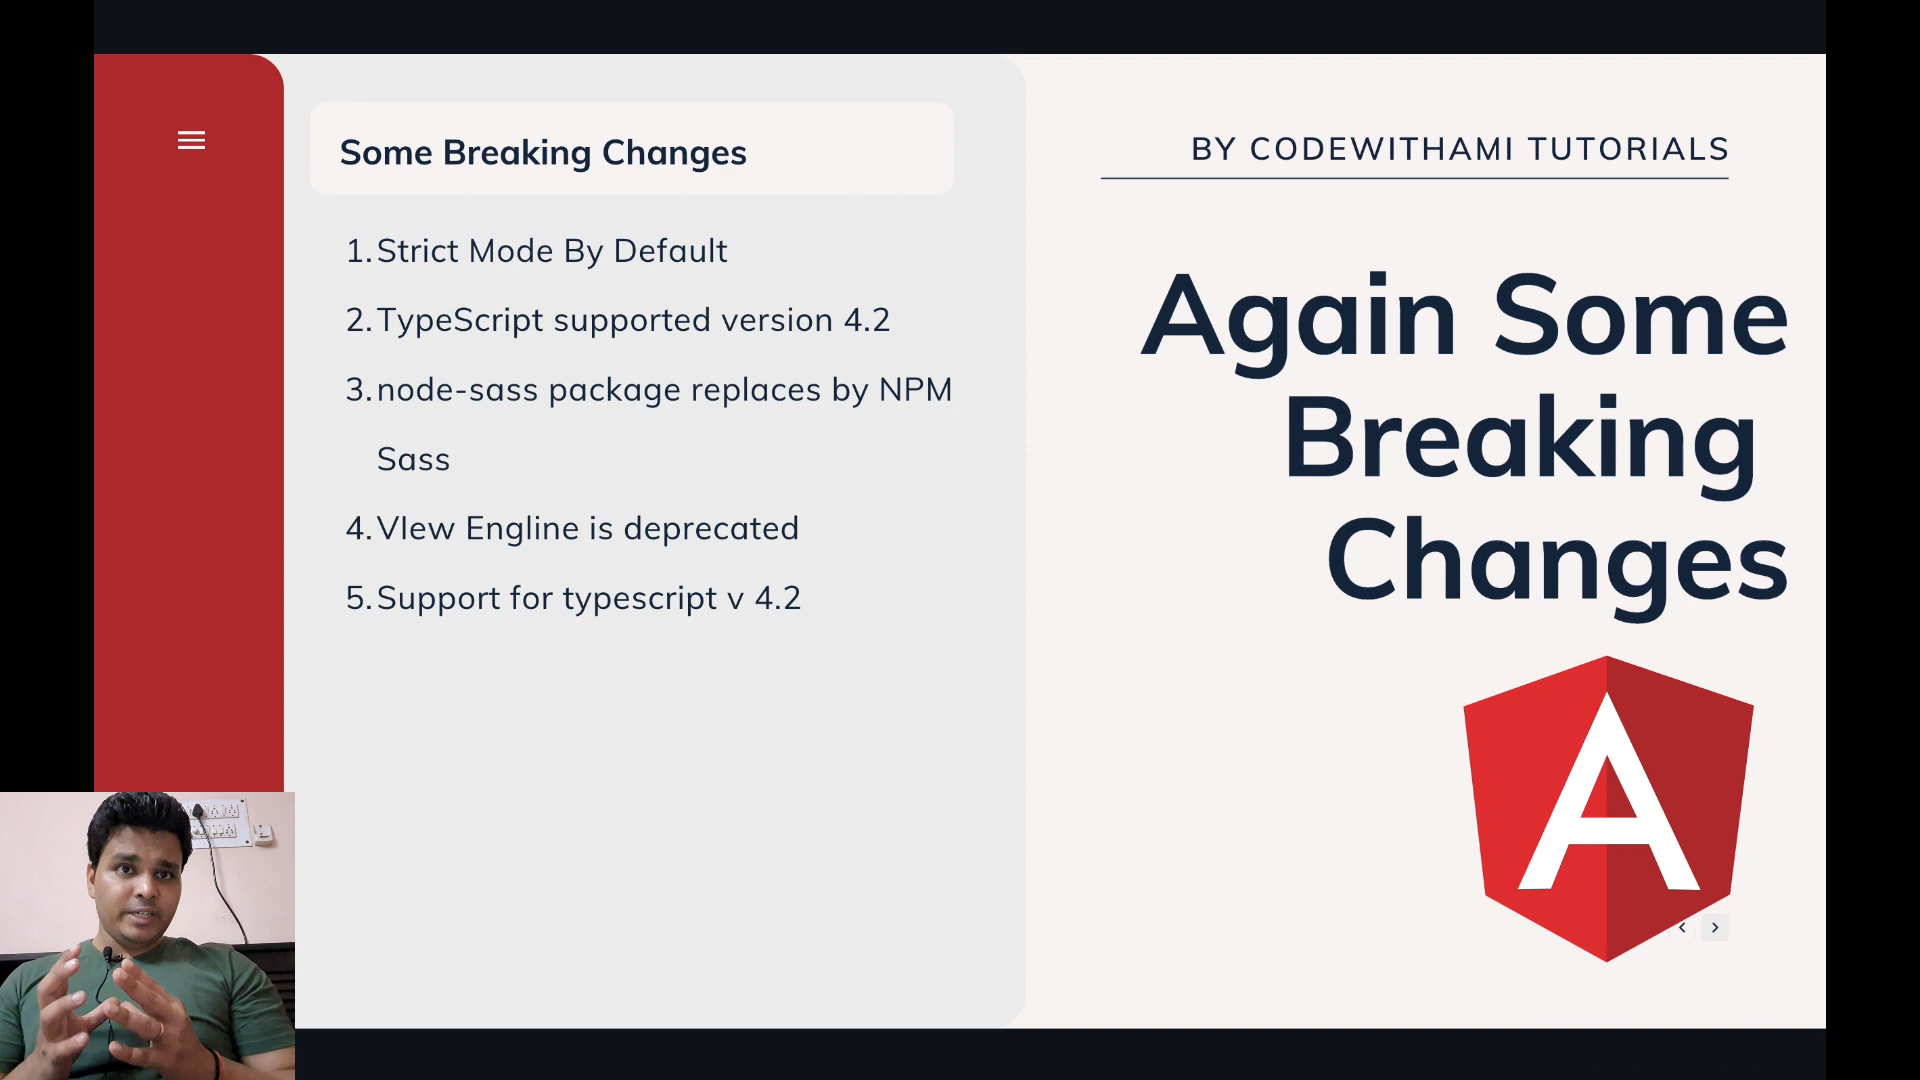 Some Breaking Changes
1. Strict Mode By Default
2. TypeScript supported version 4.2
3. node-sass package replaces by NPM
Sass
4. VIew Engline is deprecated
5. Support for typescript v 4.2
BY CODEWITHAMI TUTORIALS
Again Some
Breaking
Changes
A